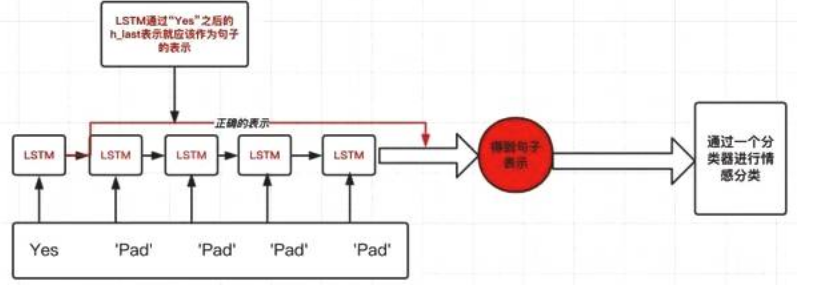 LSTM通过“Yes”之后的
h_last表示就应该作为句子
的表示
正确的表示
LSTM
LSTM
LSTM
LSTM
LSTM
得到句子
表示
通过一个分
类器进行情
感分类
Yes 'Pad' 'Pad' 'Pad' 'Pad'